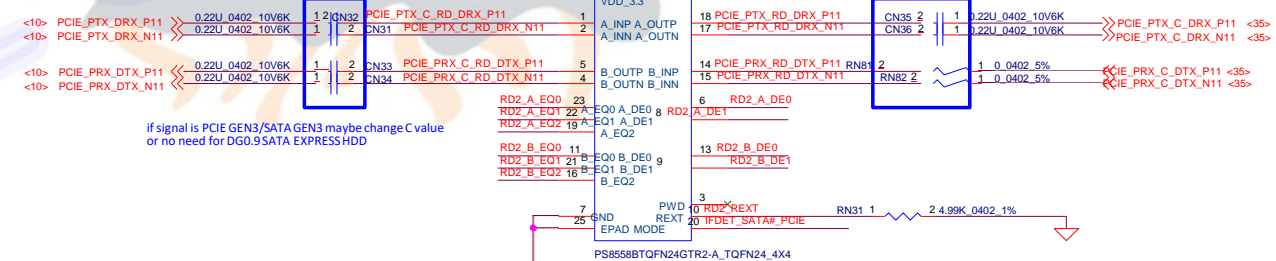 VDD_3.3
<10> PCIE_PTX_DRX_P11 0.22U_0402_10V6K 1 2 CN32 PCIE_PTX_C_RD_DRX_P11 1 A_INP A_OUTP 18 PCIE_PTX_RD_DRX_P11 CN35 2 1 0.22U_0402_10V6K PCIE_PTX_C_DRX_P11 <35>
<10> PCIE_PTX_DRX_N11 0.22U_0402_10V6K 1 2 CN31 PCIE_PTX_C_RD_DRX_N11 2 A_INN A_OUTN 17 PCIE_PTX_RD_DRX_N11 CN36 2 1 0.22U_0402_10V6K PCIE_PTX_C_DRX_N11 <35>
<10> PCIE_PRX_DTX_P11 0.22U_0402_10V6K 1 2 CN33 PCIE_PRX_C_RD_DTX_P11 5 B_OUTP B_INP 14 PCIE_PRX_RD_DTX_P11 RN81 2 1 0_0402_5% PCIE_PRX_C_DTX_P11 <35>
<10> PCIE_PRX_DTX_N11 0.22U_0402_10V6K 1 2 CN34 PCIE_PRX_C_RD_DTX_N11 4 B_OUTN B_INN 15 PCIE_PRX_RD_DTX_N11 RN82 2 1 0_0402_5% PCIE_PRX_C_DTX_N11 <35>
RD2_A_EQ0 23 A_EQ0 A_DE0 6 RD2_A_DE0
RD2_A_EQ1 22 A_EQ1 A_DE1 8 RD2_A_DE1
RD2_A_EQ2 19 A_EQ2
if signal is PCIE GEN3/SATA GEN3 maybe change C value
or no need for DG0.9 SATA EXPRESS HDD
RD2_B_EQ0 11 B_EQ0 B_DE0 13 RD2_B_DE0
RD2_B_EQ1 21 B_EQ1 B_DE1 9 RD2_B_DE1
RD2_B_EQ2 16 B_EQ2
PWD 3
7 GND REXT 10 RD2_REXT RN31 1 2 4.99K_0402_1%
25 EPAD MODE 20 IFDET_SATA#_PCIE
PS8558BTQFN24GTR2-A_TQFN24_4X4